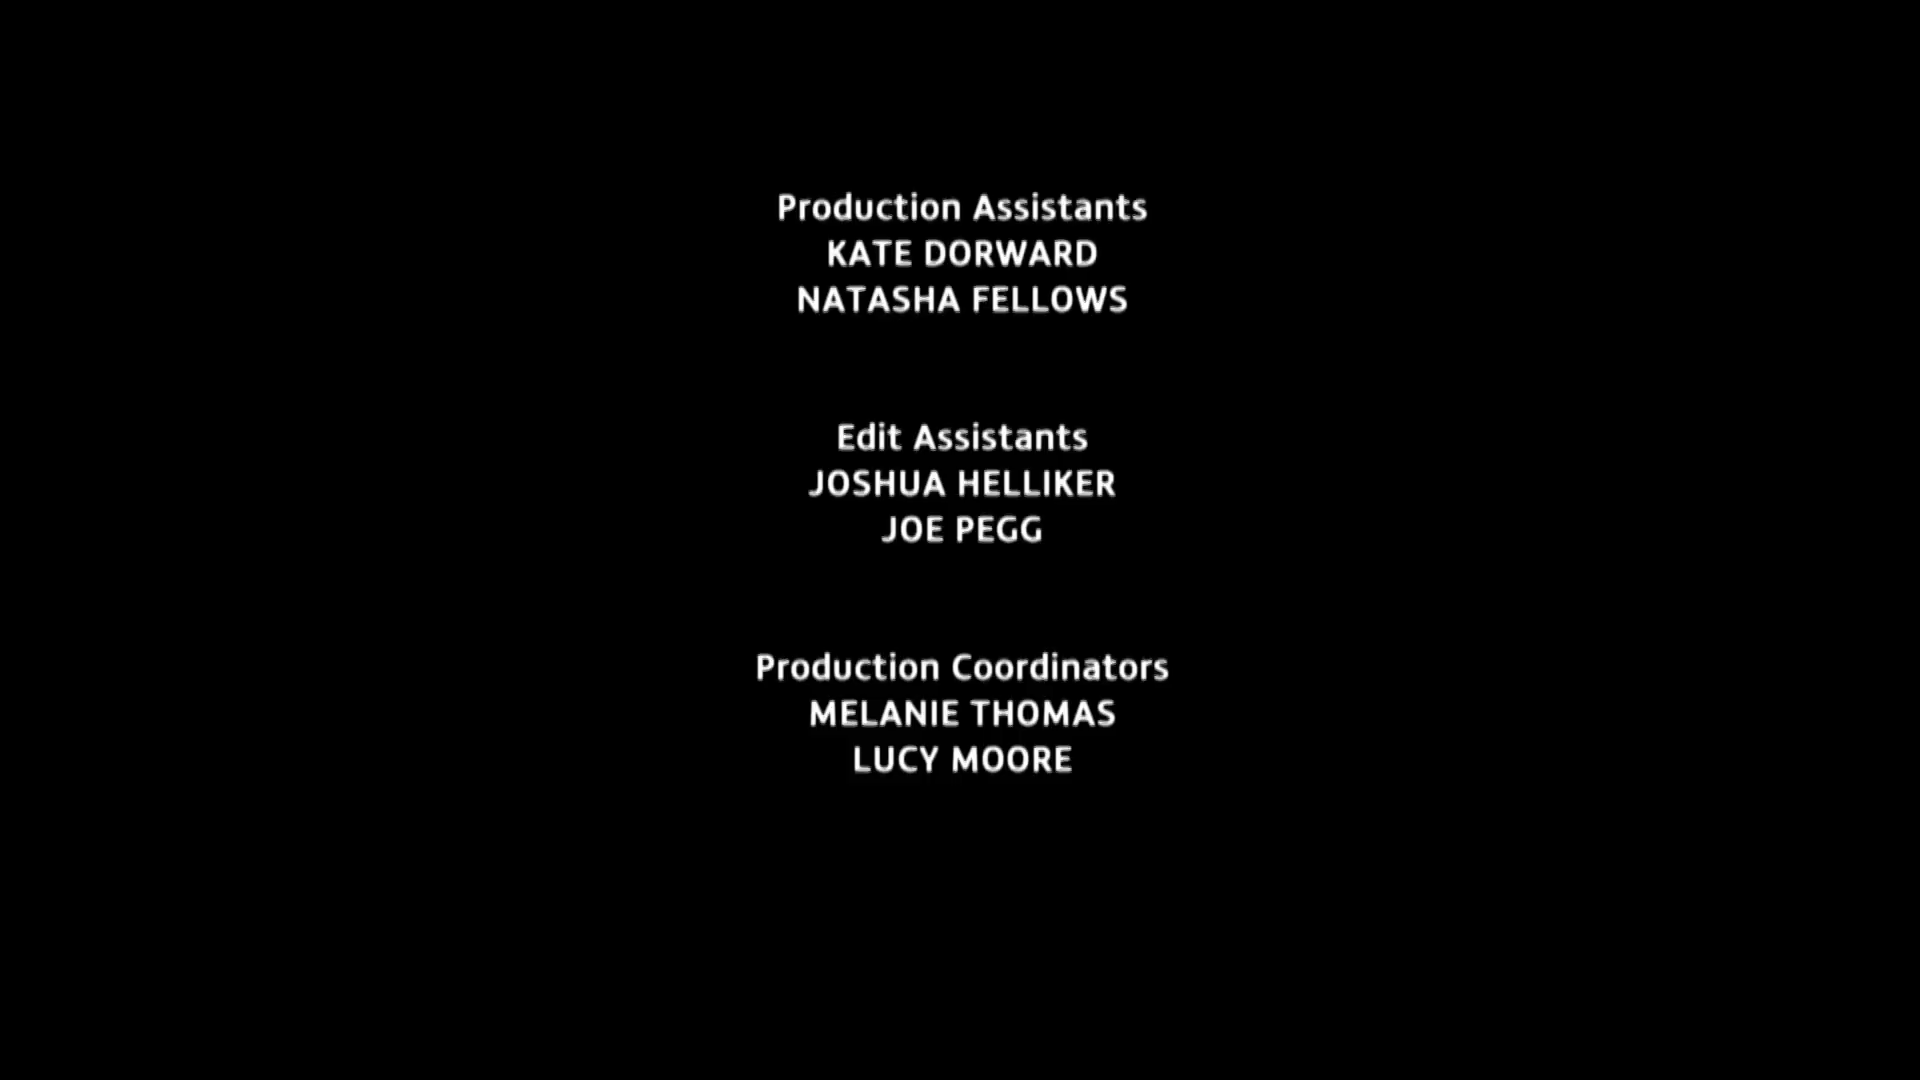 Production Assistants
KATE DORWARD
NATASHA FELLOWS
Edit Assistants
JOSHUA HELLIKER
JOE PEGG
Production Coordinators
MELANIE THOMAS
LUCY MOORE